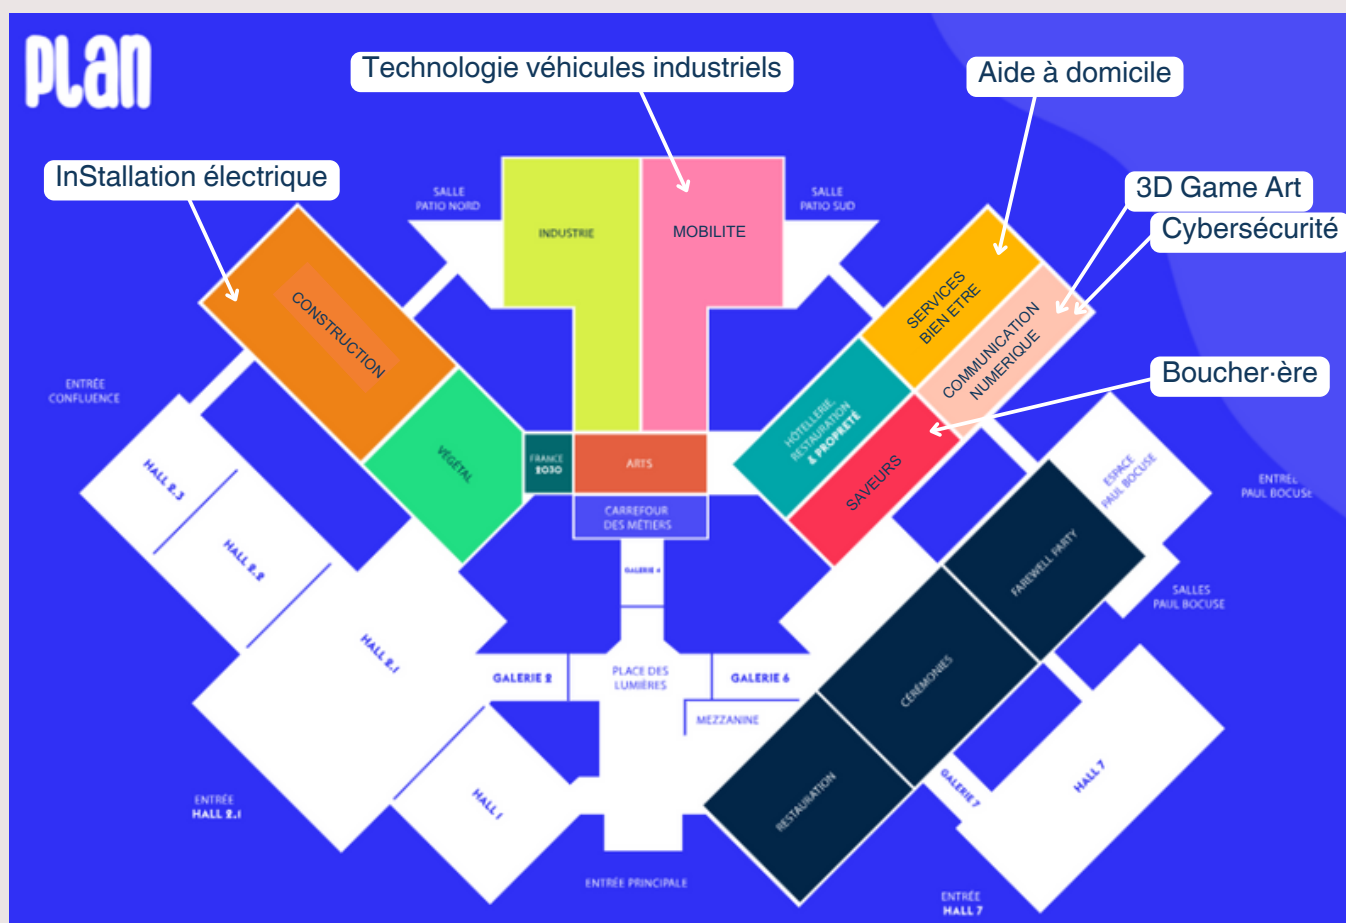 PLAN
Technologie véhicules industriels
Aide à domicile
InStallation électrique
3D Game Art
Cybersécurité
Boucher·ère
SALLE
PATIO NORD
SALLE
PATIO SUD
INDUSTRIE
MOBILITE
CONSTRUCTION
SERVICES
BIEN ETRE
COMMUNICATION
NUMERIQUE
ENTRÉE
CONFLUENCE
VÉGÉTAL
FRANCE
2030
ARTS
CARREFOUR
DES MÉTIERS
HÔTELLERIE,
RESTAURATION
& PROPRETÉ
SAVEURS
ESPACE
PAUL BOCUSE
ENTRÉE
PAUL BOCUSE
HALL 2.3
HALL 2.2
HALL 2.1
GALERIE 4
FAREWELL PARTY
SALLES
PAUL BOCUSE
GALERIE 2
PLACE DES
LUMIÈRES
GALERIE 6
MEZZANINE
CÉRÉMONIES
RESTAURATION
GALERIE 7
HALL 7
HALL 1
ENTRÉE
HALL 2.1
ENTRÉE PRINCIPALE
ENTRÉE
HALL 7